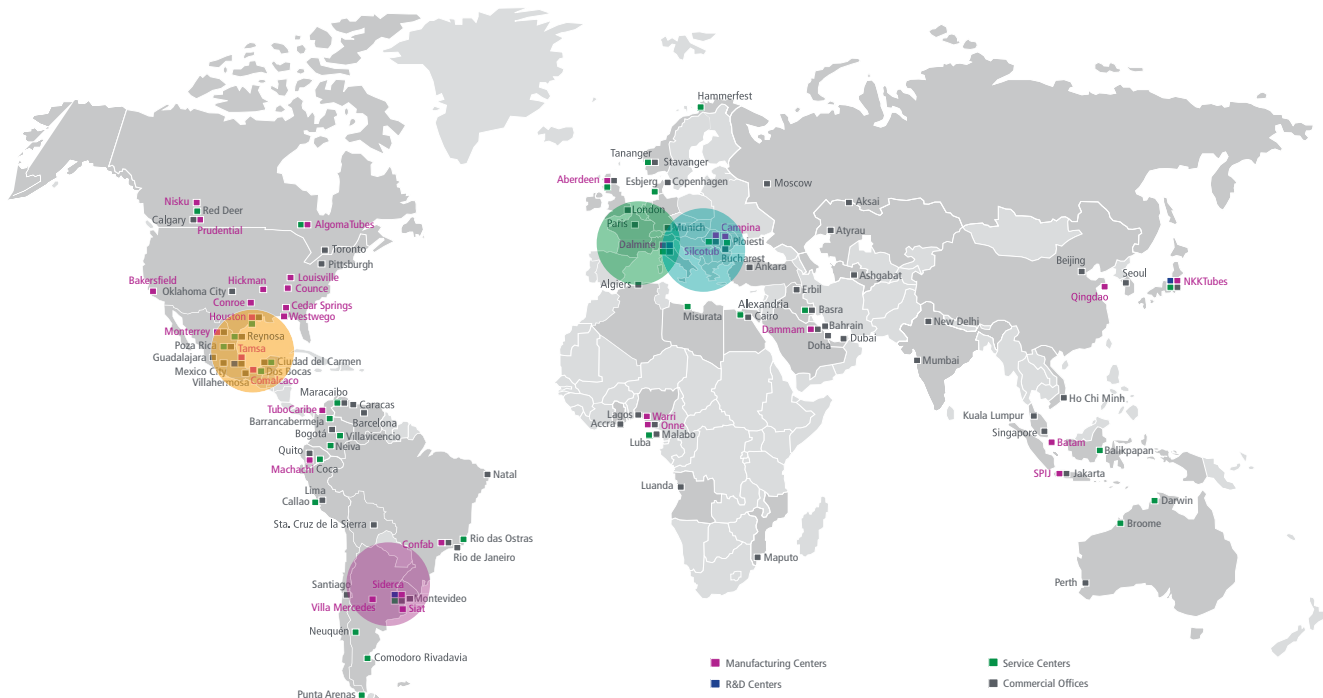 Hammerfest
Tananger
Stavanger
Aberdeen
Esbjerg
Copenhagen
Moscow
Nisku
Red Deer
Calgary
Prudential
AlgomaTubes
Aksai
London
Paris
Munich
Campina
Toronto
Atyrau
Dalmine
Silcotub
Ploiesti
Bucharest
Pittsburgh
Ankara
Beijing
Seoul
Ashgabat
Bakersfield
Hickman
Louisville
Oklahoma City
Counce
Algiers
Erbil
NKKTubes
Qingdao
Conroe
Cedar Springs
Alexandria
Basra
Houston
Westwego
Misurata
Cairo
New Delhi
Monterrey
Reynosa
Dammam
Bahrain
Poza Rica
Tamsa
Doha
Dubai
Guadalajara
Ciudad del Carmen
Mumbai
Mexico City
Dos Bocas
Villahermosa
Comalcaco
Maracaibo
Caracas
Ho Chi Minh
TuboCaribe
Barrancabermeja
Barcelona
Lagos
Warri
Kuala Lumpur
Accra
Onne
Bogotá
Villavicencio
Luba
Malabo
Singapore
Quito
Neiva
Batam
Balikpapan
Machachi
Coca
Natal
SPIJ
Jakarta
Lima
Luanda
Callao
Darwin
Sta. Cruz de la Sierra
Broome
Confab
Rio das Ostras
Rio de Janeiro
Maputo
Santiago
Siderca
Perth
Villa Mercedes
Montevideo
Siat
Neuquén
Comodoro Rivadavia
Punta Arenas
Manufacturing Centers
Service Centers
R&D Centers
Commercial Offices